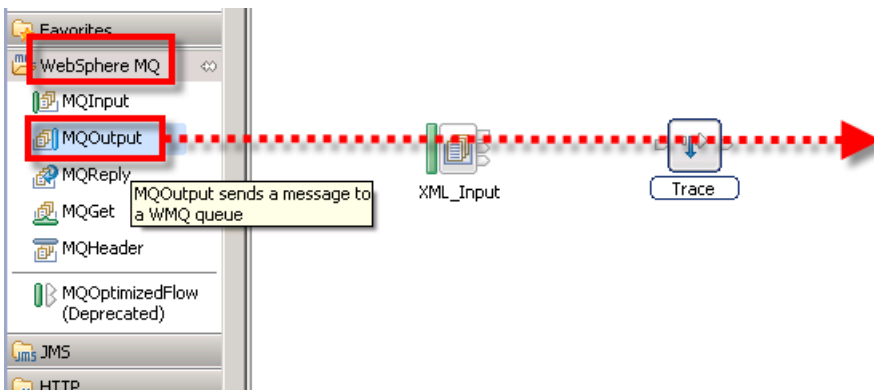 Favorites
WebSphere MQ
MQInput
MQOutput
MQReply
MQOutput sends a message to
a WMQ queue
MQGet
MQHeader
MQOptimizedFlow
(Deprecated)
JMS
HTTP
XML_Input
Trace